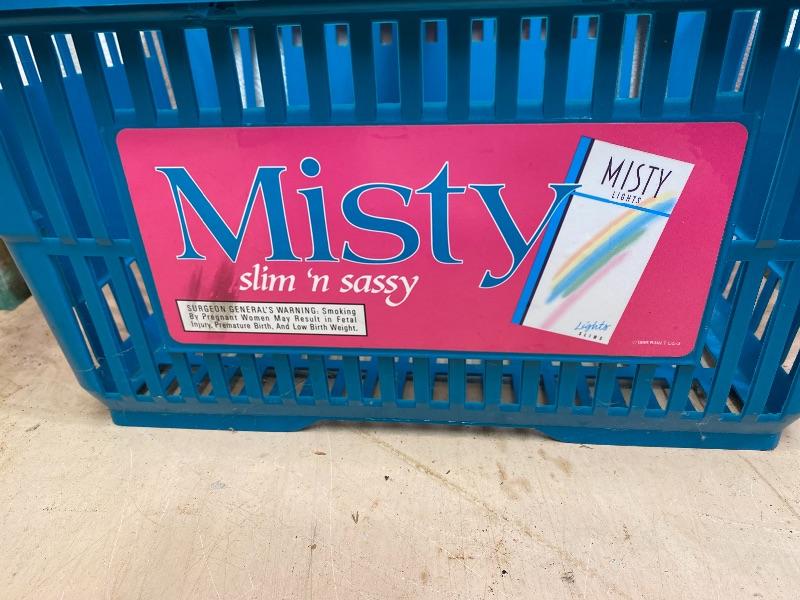 Misty
slim 'n sassy
SURGEON GENERAL'S WARNING: Smoking
By Pregnant Women May Result in Fetal
Injury, Premature Birth, And Low Birth Weight.
MISTY
LIGHTS
Lights
SLIMS